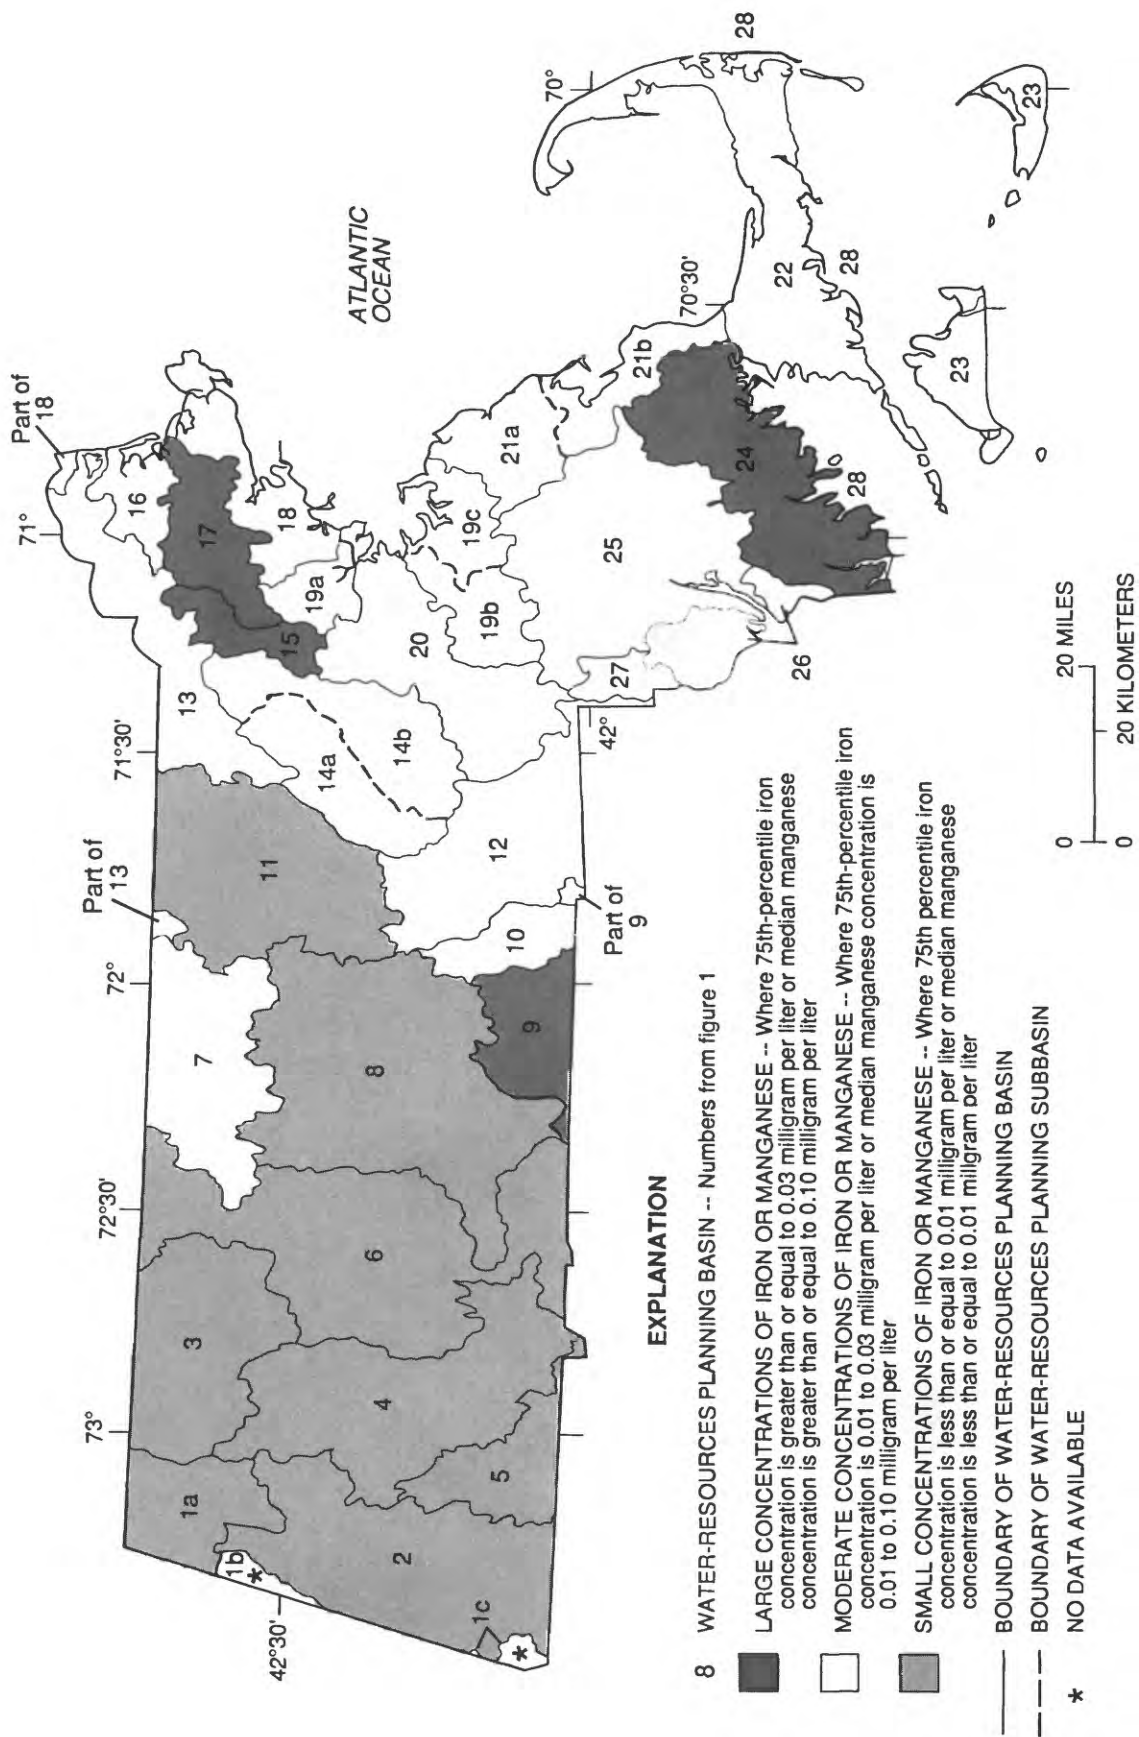 Part of
18
71°
71°30'
Part of
13
72°
72°30'
73°
42°30'
42°
70°30'
70°
ATLANTIC
OCEAN
1a
1b
*
1c
*
2
3
4
5
6
7
8
9
Part of
9
10
11
12
13
14a
14b
15
16
17
18
19a
19b
19c
20
21a
21b
22
23
23
24
25
26
27
28
28
28
EXPLANATION
8 WATER-RESOURCES PLANNING BASIN -- Numbers from figure 1
LARGE CONCENTRATIONS OF IRON OR MANGANESE -- Where 75th-percentile iron
concentration is greater than or equal to 0.03 milligram per liter or median manganese
concentration is greater than or equal to 0.10 milligram per liter
MODERATE CONCENTRATIONS OF IRON OR MANGANESE -- Where 75th-percentile iron
concentration is 0.01 to 0.03 milligram per liter or median manganese concentration is
0.01 to 0.10 milligram per liter
SMALL CONCENTRATIONS OF IRON OR MANGANESE -- Where 75th percentile iron
concentration is less than or equal to 0.01 milligram per liter or median manganese
concentration is less than or equal to 0.01 milligram per liter
BOUNDARY OF WATER-RESOURCES PLANNING BASIN
BOUNDARY OF WATER-RESOURCES PLANNING SUBBASIN
* NO DATA AVAILABLE
0 20 MILES
0 20 KILOMETERS